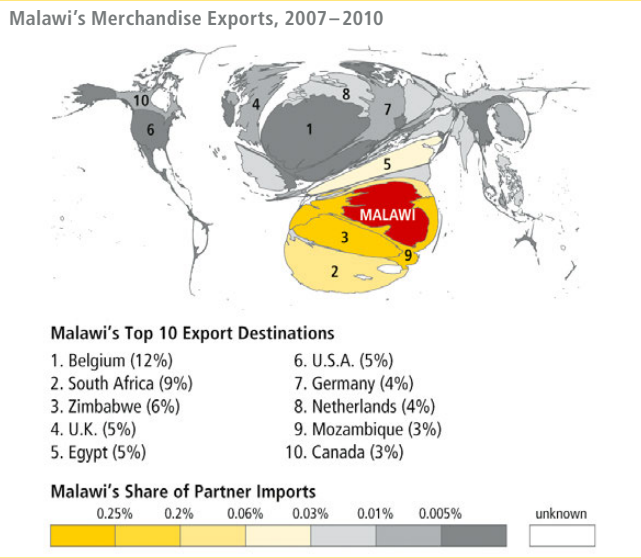 Malawi's Merchandise Exports, 2007–2010
10
4
8
7
6
1
5
MALAWI
3
9
2
Malawi's Top 10 Export Destinations
1. Belgium (12%)
2. South Africa (9%)
3. Zimbabwe (6%)
4. U.K. (5%)
5. Egypt (5%)
6. U.S.A. (5%)
7. Germany (4%)
8. Netherlands (4%)
9. Mozambique (3%)
10. Canada (3%)
Malawi's Share of Partner Imports
0.25% 0.2% 0.06% 0.03% 0.01% 0.005% unknown